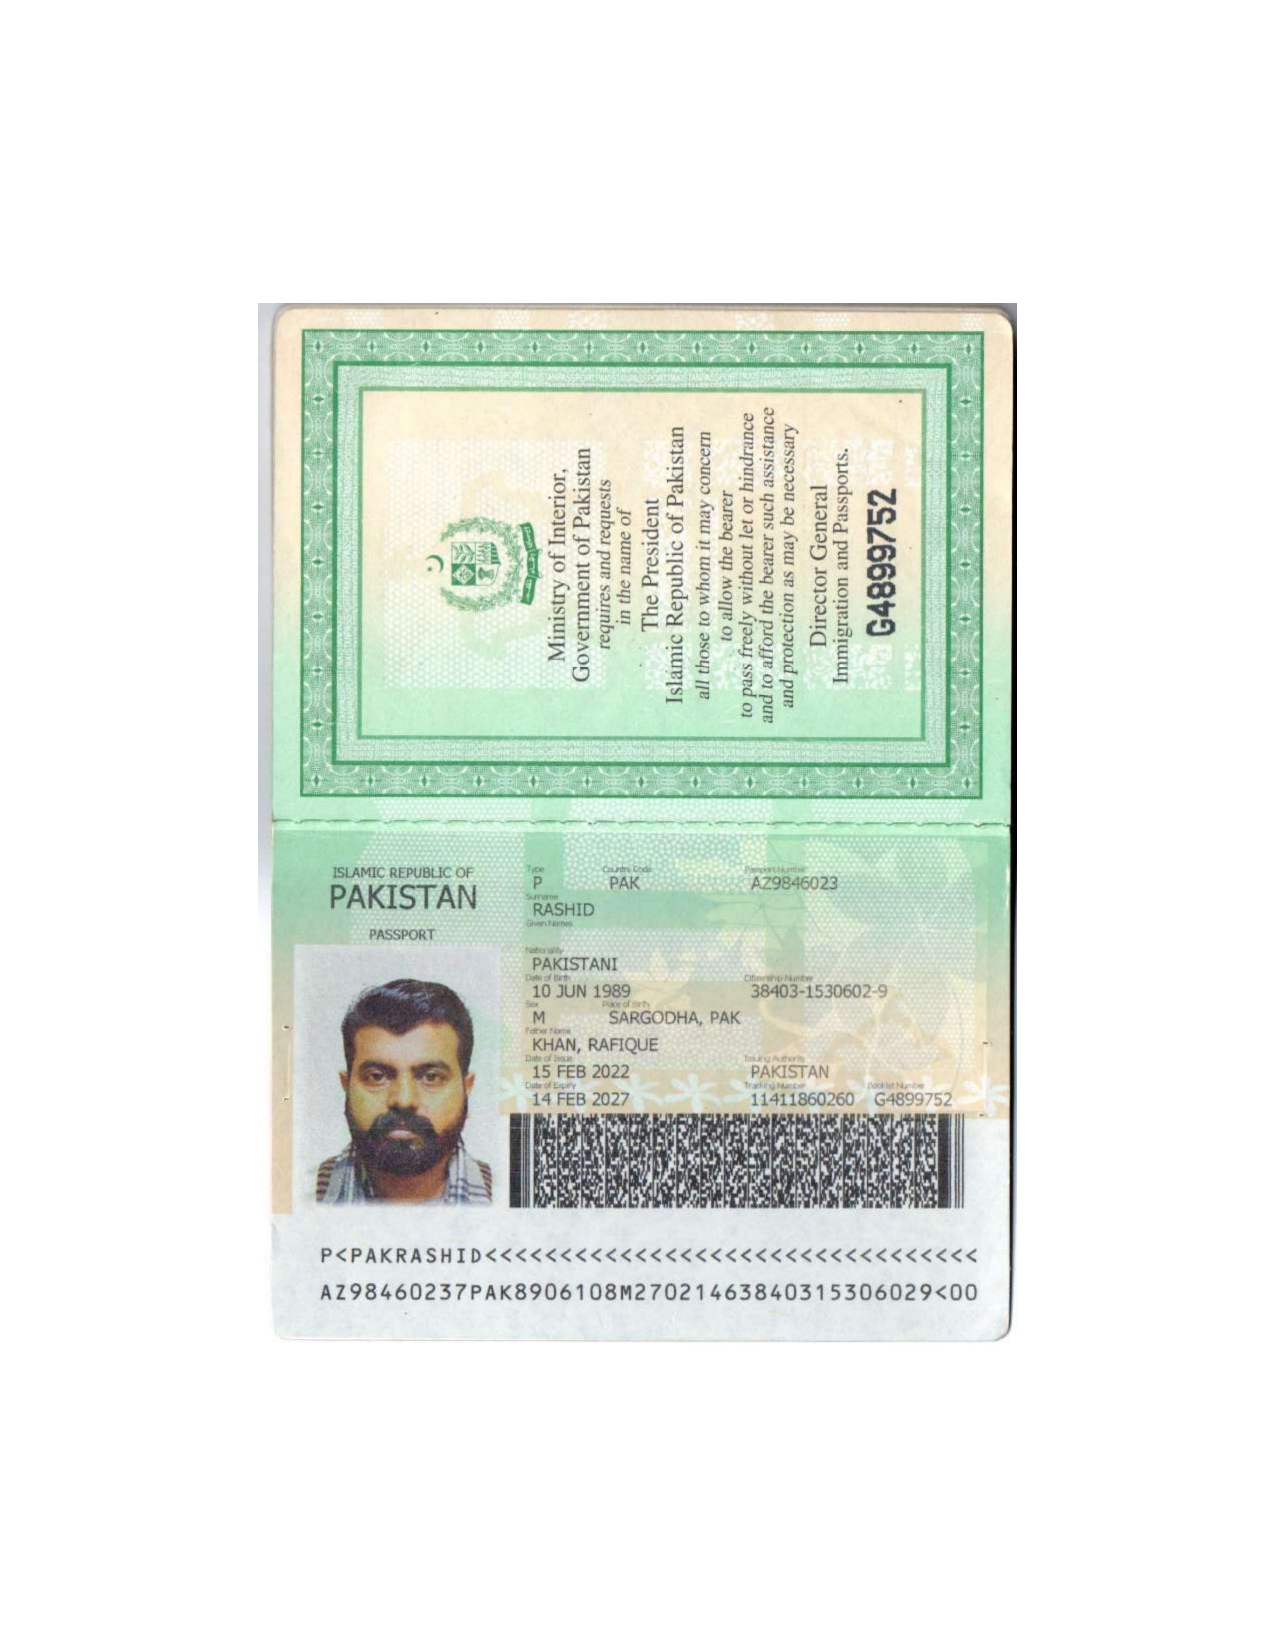 Ministry of Interior,
Government of Pakistan
requires and requests
in the name of
The President
Islamic Republic of Pakistan
all those to whom it may concern
to allow the bearer
to pass freely without let or hindrance
and to afford the bearer such assistance
and protection as may be necessary
Director General
Immigration and Passports.
G4899752
ISLAMIC REPUBLIC OF
PAKISTAN
PASSPORT
Type Country Code Passport Number
P PAK AZ9846023
Surname
RASHID
Given Names
Nationality
PAKISTANI
Date of Birth Citizenship Number
10 JUN 1989 38403-1530602-9
Sex Place of Birth
M SARGODHA, PAK
Father Name
KHAN, RAFIQUE
Date of Issue Issuing Authority
15 FEB 2022 PAKISTAN
Date of Expiry Tracking Number Booklet Number
14 FEB 2027 11411860260 G4899752
P<PAKRASHID<<<<<<<<<<<<<<<<<<<<<<<<<<<<<<<<<
AZ98460237PAK8906108M27021463840315306029<00